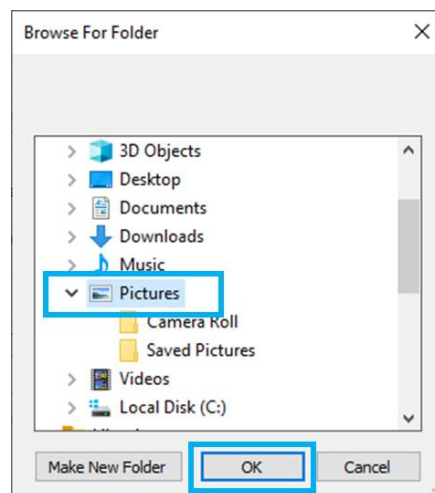 Browse For Folder
3D Objects
Desktop
Documents
Downloads
Music
Pictures
Camera Roll
Saved Pictures
Videos
Local Disk (C:)
Make New Folder
OK
Cancel